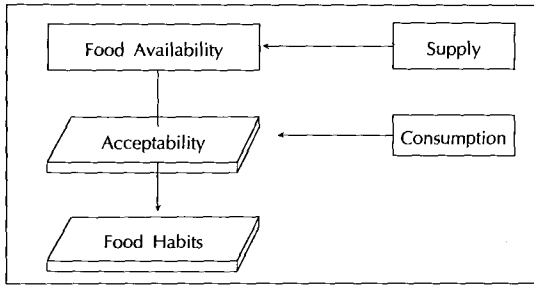 Food Availability
Supply
Acceptability
Consumption
Food Habits